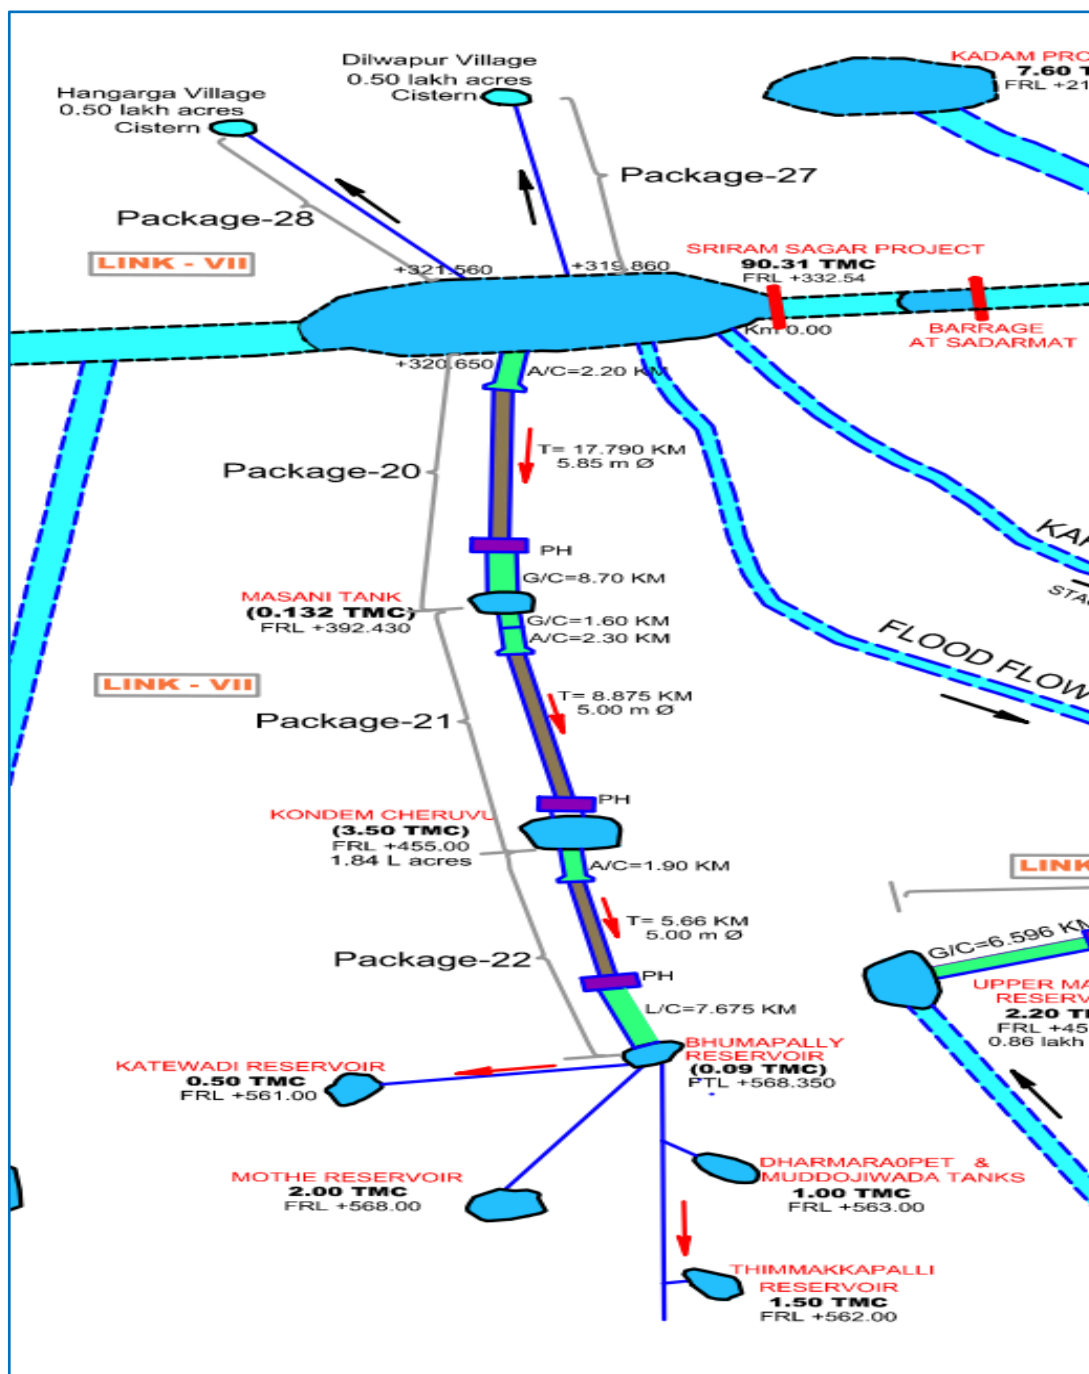 Dilwapur Village
0.50 lakh acres
Cistern
Hangarga Village
0.50 lakh acres
Cistern
KADAM PRO
7.60 T
FRL +21
Package-27
Package-28
LINK - VII
SRIRAM SAGAR PROJECT
90.31 TMC
FRL +332.54
+321.560
+319.860
Km 0.00
BARRAGE
AT SADARMAT
+320.650
A/C=2.20 KM
T= 17.790 KM
5.85 m Ø
Package-20
PH
G/C=8.70 KM
MASANI TANK
(0.132 TMC)
FRL +392.430
G/C=1.60 KM
A/C=2.30 KM
KAK
STA
FLOOD FLOW
LINK - VII
T= 8.875 KM
5.00 m Ø
Package-21
PH
KONDEM CHERUVU
(3.50 TMC)
FRL +455.00
1.84 L acres
A/C=1.90 KM
LINK
T= 5.66 KM
5.00 m Ø
Package-22
PH
G/C=6.596 KM
UPPER MA
RESERV
2.20 T
FRL +45
0.86 lakh
L/C=7.675 KM
BHUMAPALLY
RESERVOIR
(0.09 TMC)
PTL +568.350
KATEWADI RESERVOIR
0.50 TMC
FRL +561.00
MOTHE RESERVOIR
2.00 TMC
FRL +568.00
DHARMARA0PET &
MUDDOJIWADA TANKS
1.00 TMC
FRL +563.00
THIMMAKKAPALLI
RESERVOIR
1.50 TMC
FRL +562.00